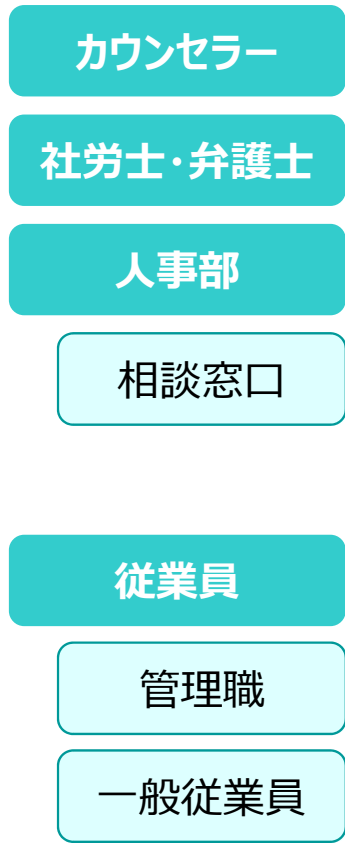 カウンセラー
社労士・弁護士
人事部
相談窓口
従業員
管理職
一般従業員